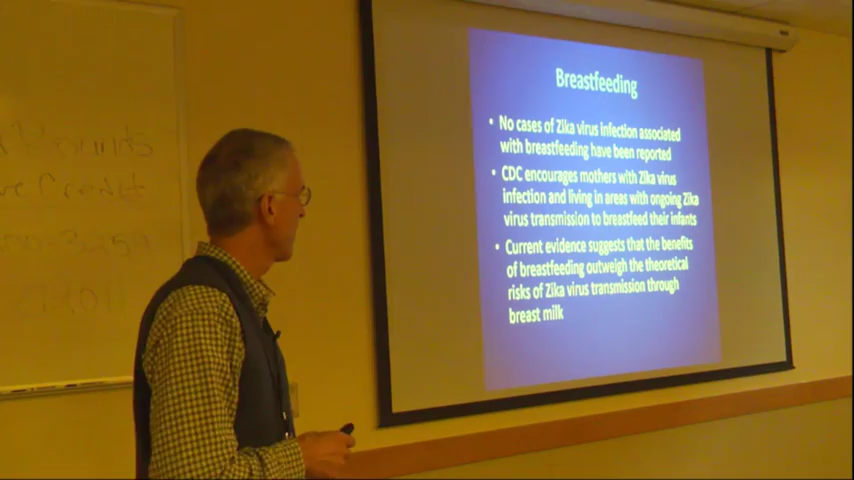 Rounds
Credit
Breastfeeding
• No cases of Zika virus infection associated
with breastfeeding have been reported
• CDC encourages mothers with Zika virus
infection and living in areas with ongoing Zika
virus transmission to breastfeed their infants
• Current evidence suggests that the benefits
of breastfeeding outweigh the theoretical
risks of Zika virus transmission through
breast milk